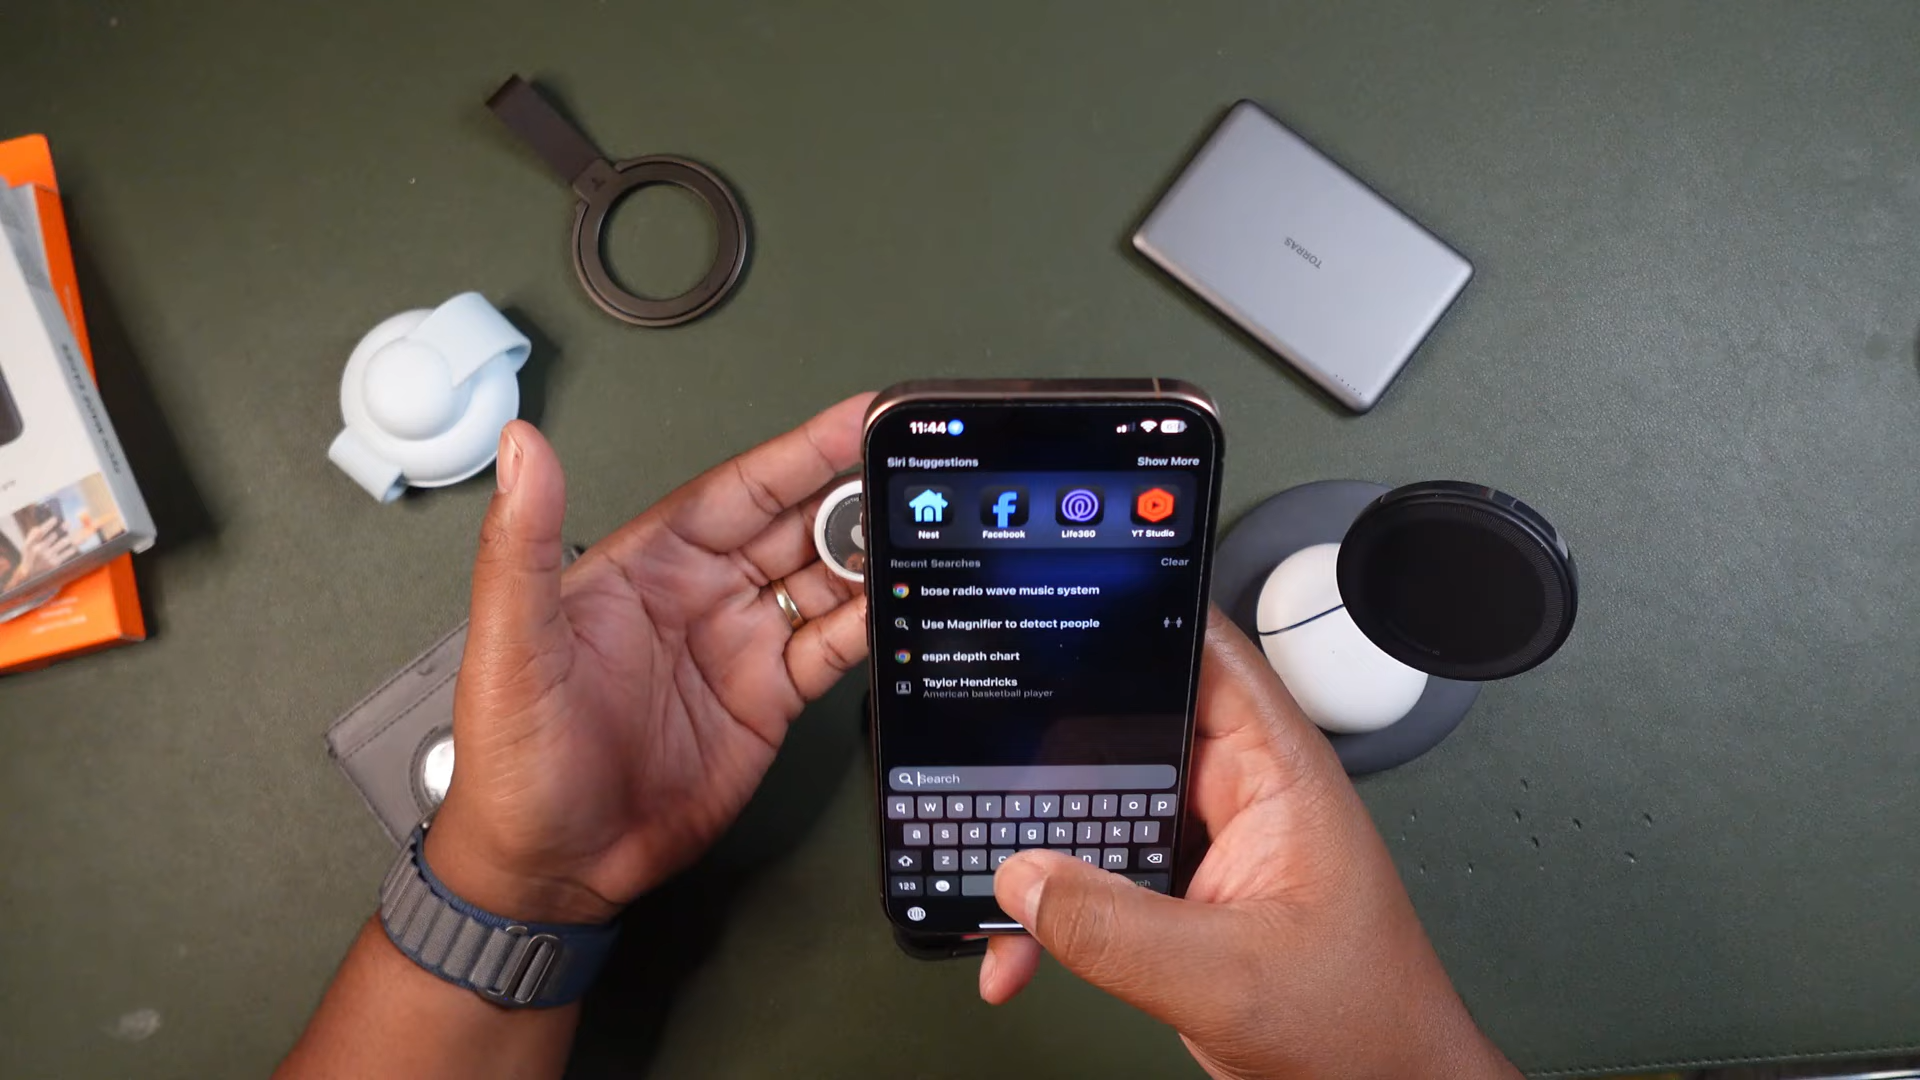 TORRAS
11:44
Siri Suggestions
Show More
Nest
Facebook
Life360
YT Studio
Recent Searches
Clear
bose radio wave music system
Use Magnifier to detect people
espn depth chart
Taylor Hendricks
American basketball player
Search
q w e r t y u i o p
a s d f g h j k l
z x c n m
123